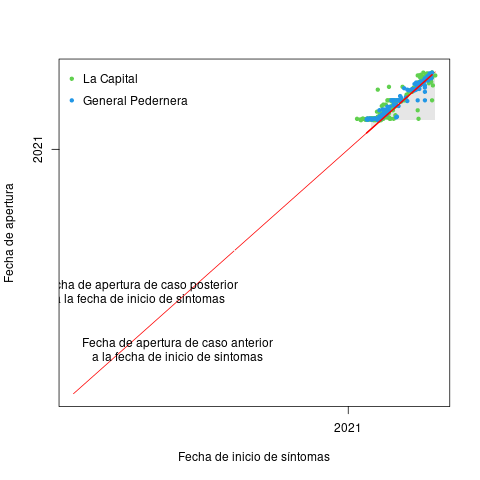 La Capital
General Pedernera
2021
Fecha de apertura
cha de apertura de caso posterior
a la fecha de inicio de sintomas
Fecha de apertura de caso anterior
a la fecha de inicio de sintomas
2021
Fecha de inicio de síntomas